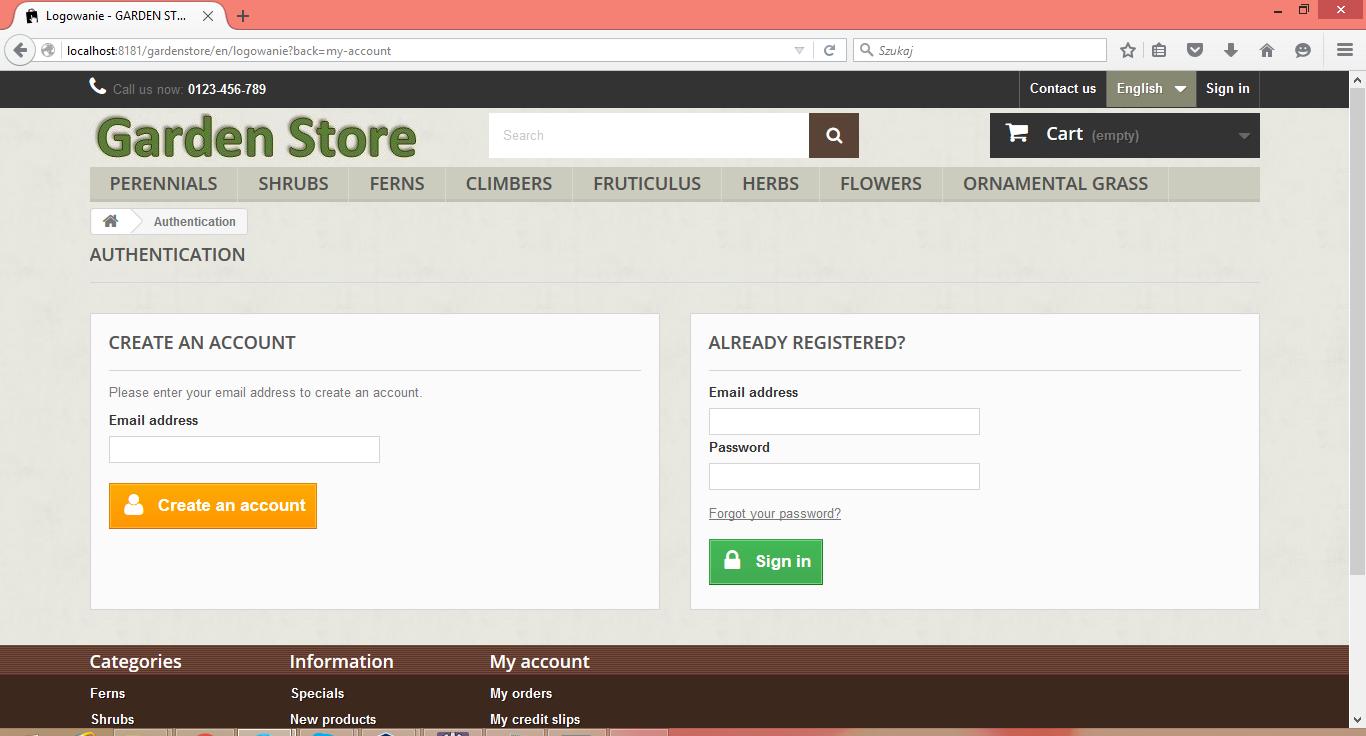 Logowanie - GARDEN ST...
localhost:8181/gardenstore/en/logowanie?back=my-account
Szukaj
Call us now: 0123-456-789
Contact us
English
Sign in
Garden Store
Search
Cart (empty)
PERENNIALS SHRUBS FERNS CLIMBERS FRUTICULUS HERBS FLOWERS ORNAMENTAL GRASS
Authentication
AUTHENTICATION
CREATE AN ACCOUNT
Please enter your email address to create an account.
Email address
Create an account
ALREADY REGISTERED?
Email address
Password
Forgot your password?
Sign in
Categories
Ferns
Shrubs
Information
Specials
New products
My account
My orders
My credit slips